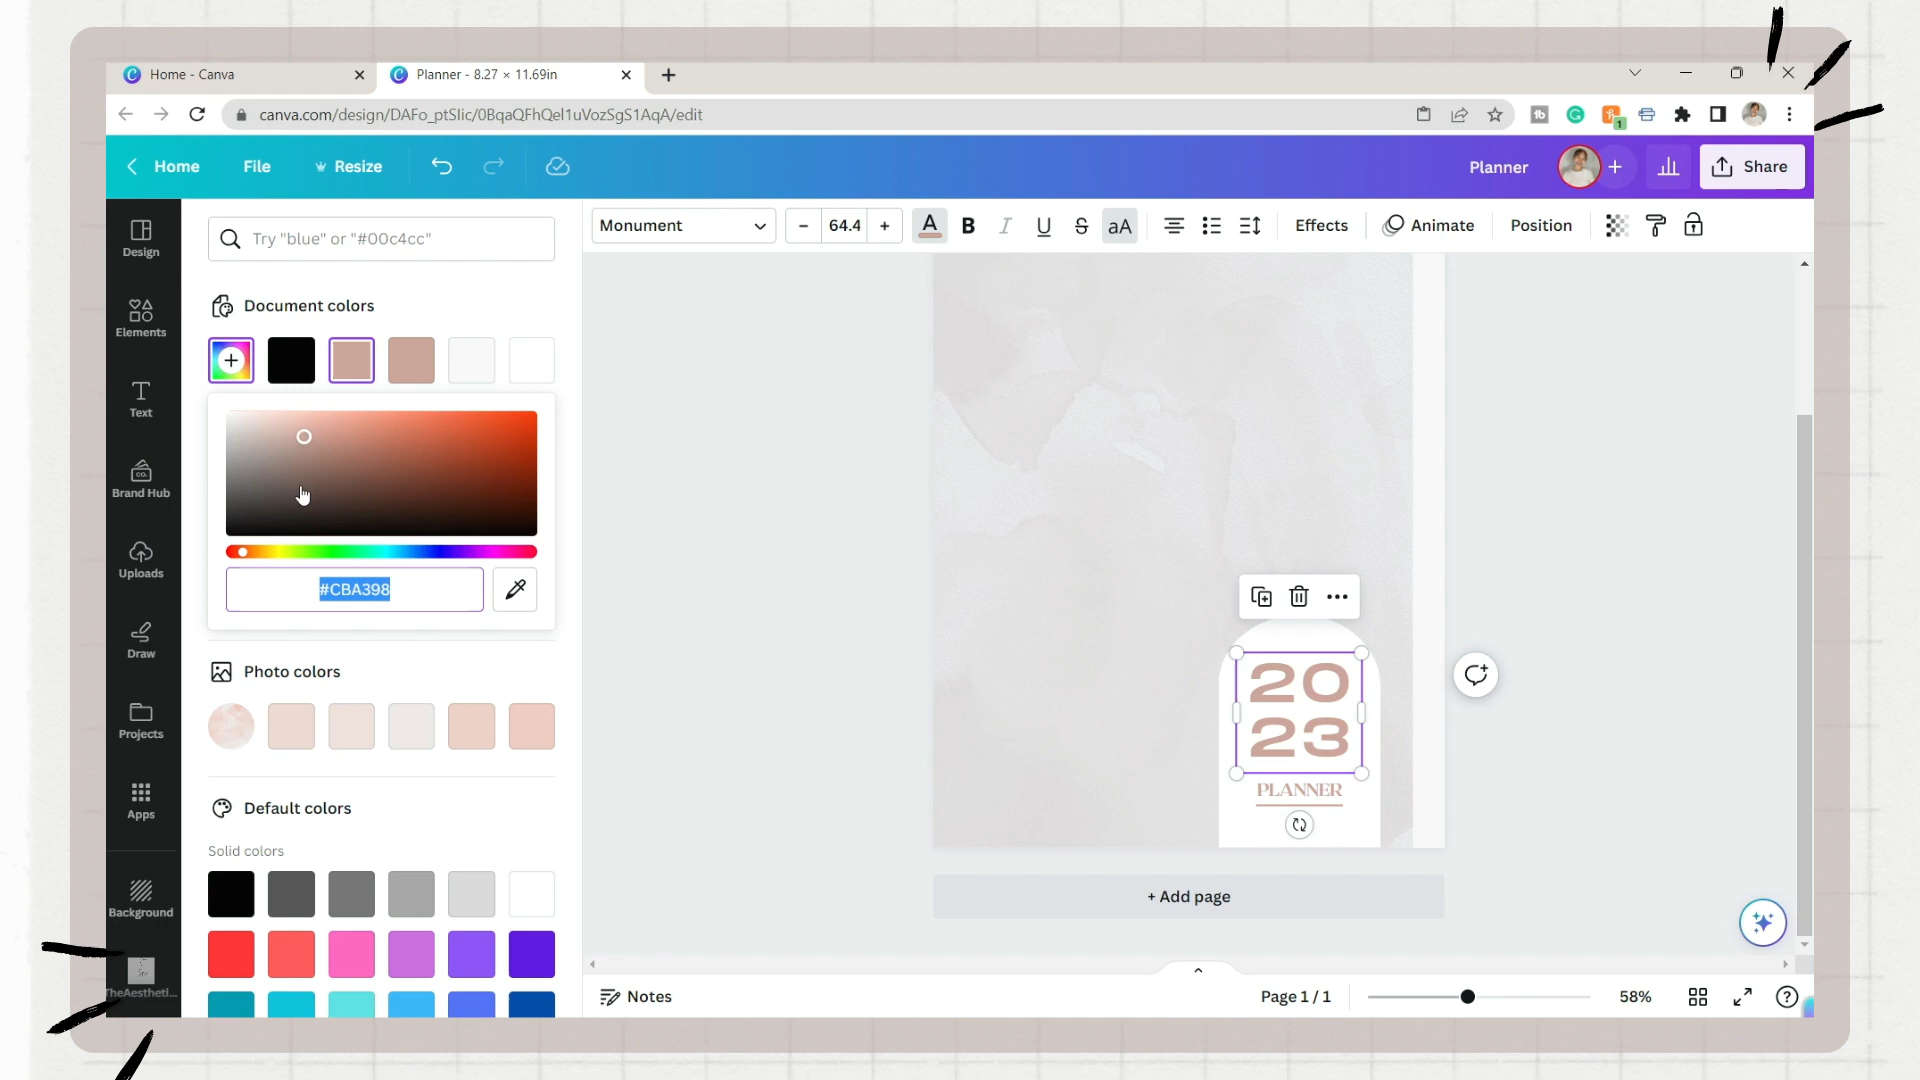 Home - Canva
Planner - 8.27 × 11.69in
canva.com/design/DAFo_ptSlic/0BqaQFhQel1uVozSgS1AqA/edit
1
Home
File
Resize
Planner
Share
Design
Elements
Text
Brand Hub
Uploads
Draw
Projects
Apps
Background
TheAestheti...
Try "blue" or "#00c4cc"
Document colors
#CBA398
Photo colors
Default colors
Solid colors
Monument
– 64.4 +
A B I U S aA
Effects
Animate
Position
20
23
PLANNER
+ Add page
Notes
Page 1 / 1
58%